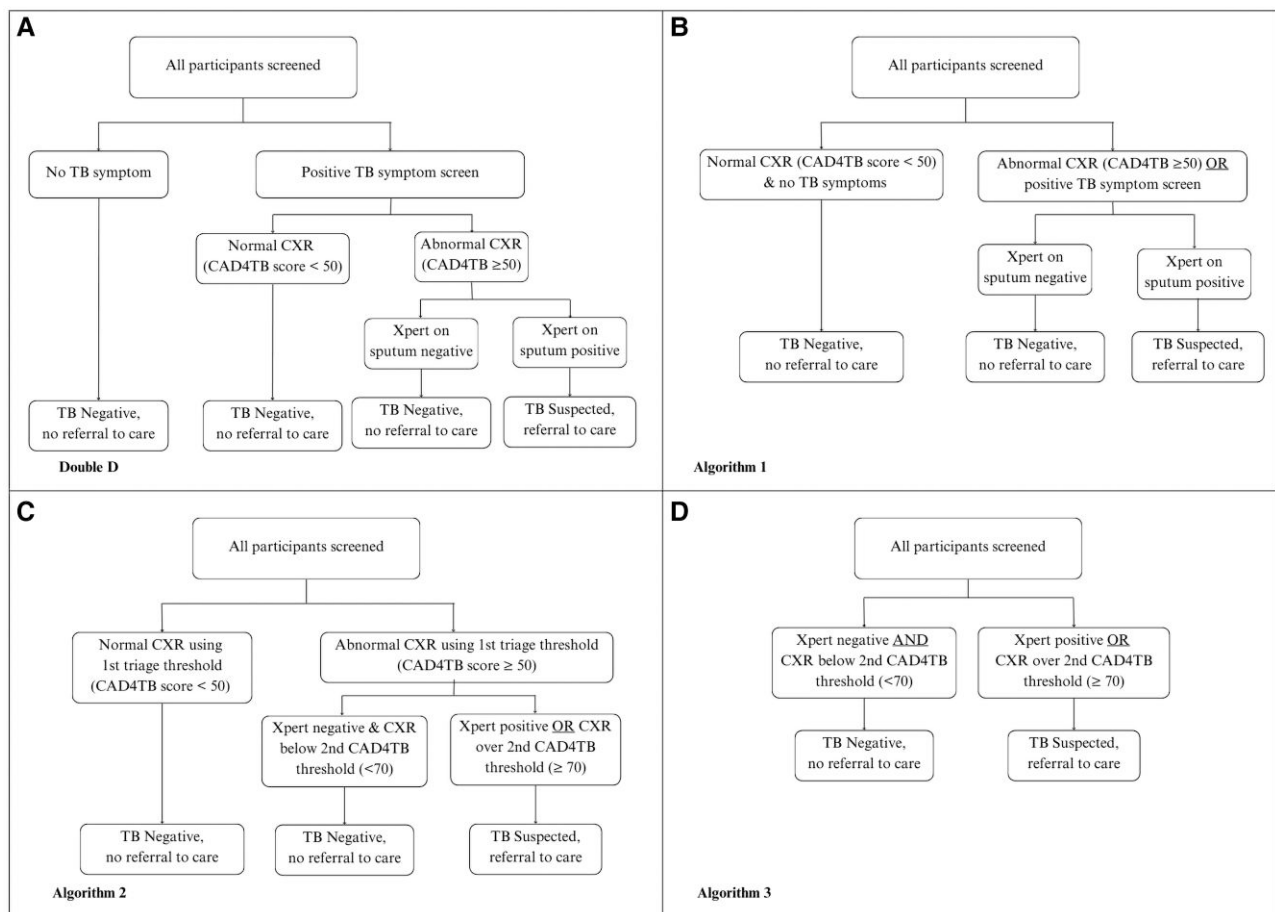 A
All participants screened
No TB symptom
Positive TB symptom screen
Normal CXR
(CAD4TB score < 50)
Abnormal CXR
(CAD4TB ≥50)
Xpert on
sputum negative
Xpert on
sputum positive
TB Negative,
no referral to care
TB Negative,
no referral to care
TB Negative,
no referral to care
TB Suspected,
referral to care
Double D
B
All participants screened
Normal CXR (CAD4TB score < 50)
& no TB symptoms
Abnormal CXR (CAD4TB ≥50) OR
positive TB symptom screen
Xpert on
sputum negative
Xpert on
sputum positive
TB Negative,
no referral to care
TB Negative,
no referral to care
TB Suspected,
referral to care
Algorithm 1
C
All participants screened
Normal CXR using
1st triage threshold
(CAD4TB score < 50)
Abnormal CXR using 1st triage threshold
(CAD4TB score ≥ 50)
Xpert negative & CXR
below 2nd CAD4TB
threshold (<70)
Xpert positive OR CXR
over 2nd CAD4TB
threshold (≥ 70)
TB Negative,
no referral to care
TB Negative,
no referral to care
TB Suspected,
referral to care
Algorithm 2
D
All participants screened
Xpert negative AND
CXR below 2nd CAD4TB
threshold (<70)
Xpert positive OR
CXR over 2nd CAD4TB
threshold (≥ 70)
TB Negative,
no referral to care
TB Suspected,
referral to care
Algorithm 3